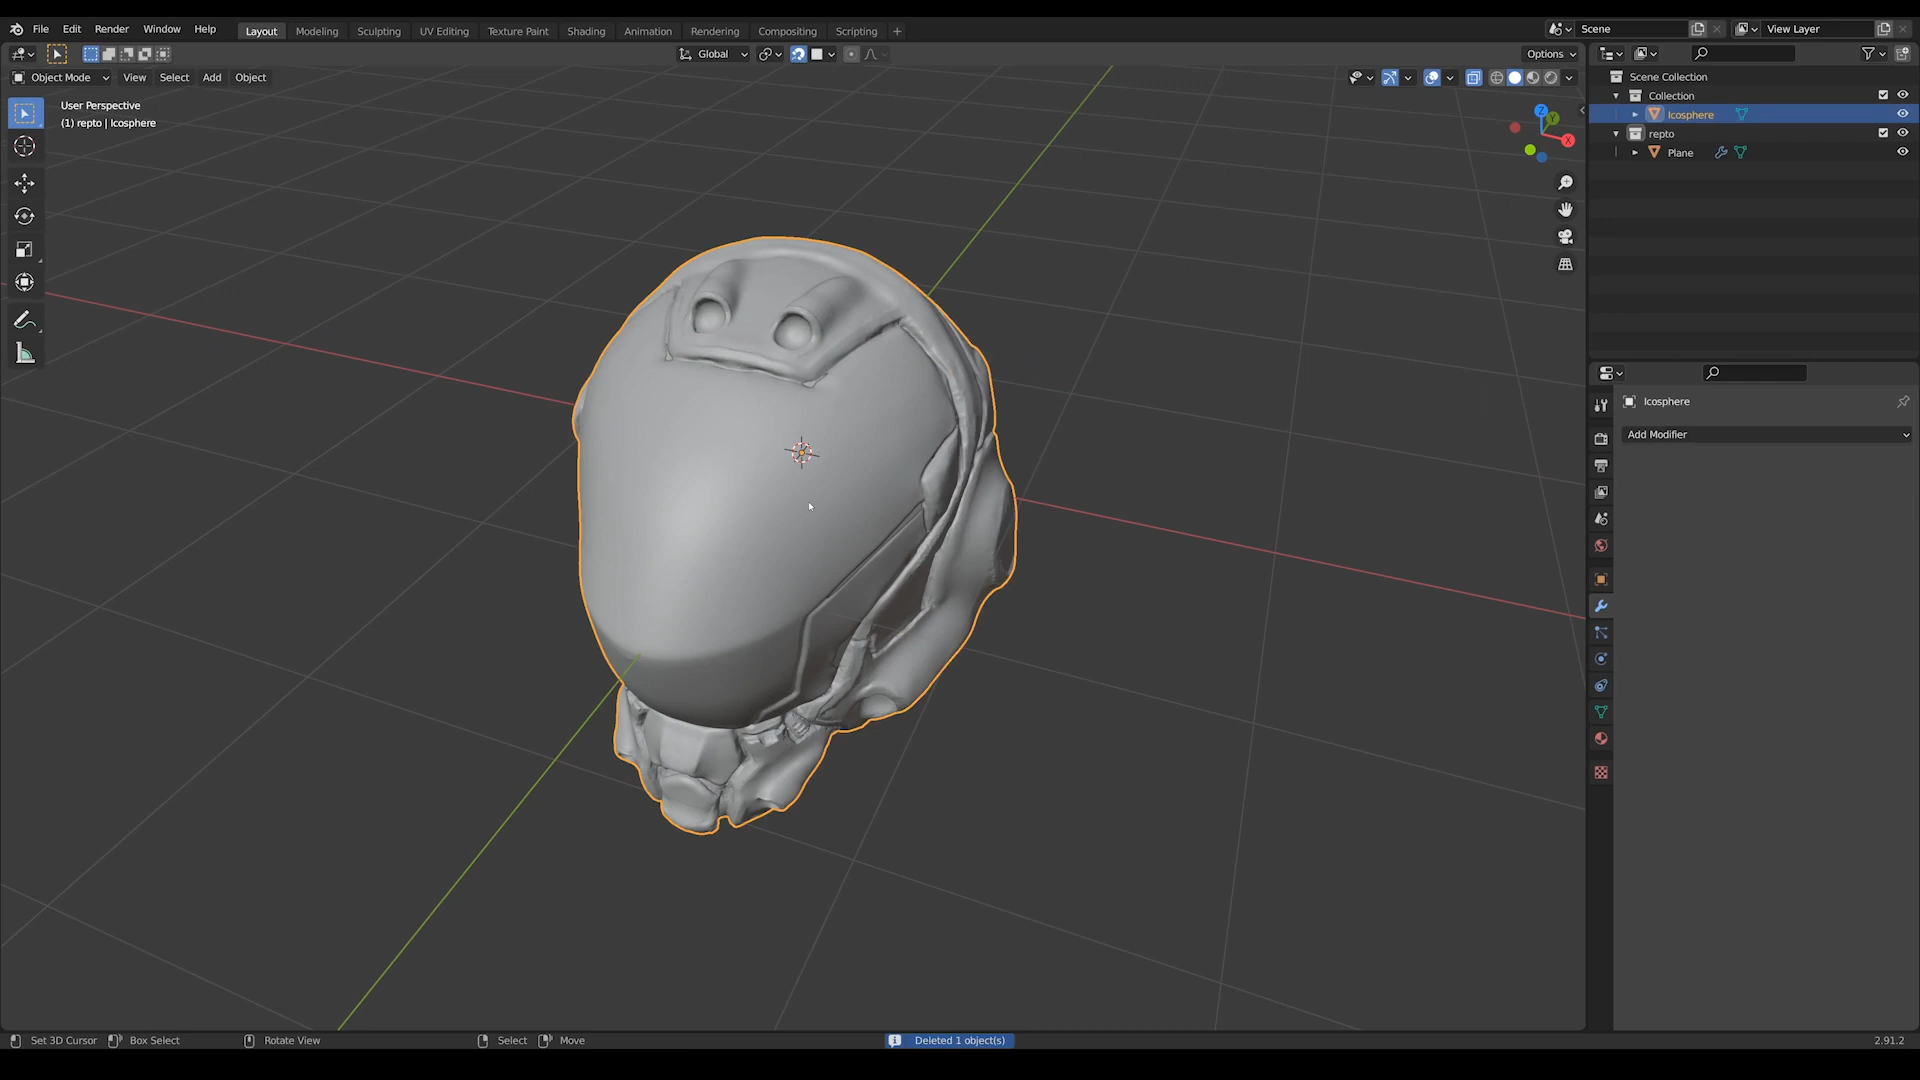 File Edit Render Window Help Layout Modeling Sculpting UV Editing Texture Paint Shading Animation Rendering Compositing Scripting + Scene View Layer
Global Options
Object Mode View Select Add Object
User Perspective
(1) repto | Icosphere
Z
Y
X
Scene Collection
Collection
Icosphere
repto
Plane
Icosphere
Add Modifier
Set 3D Cursor Box Select Rotate View Select Move Deleted 1 object(s) 2.91.2